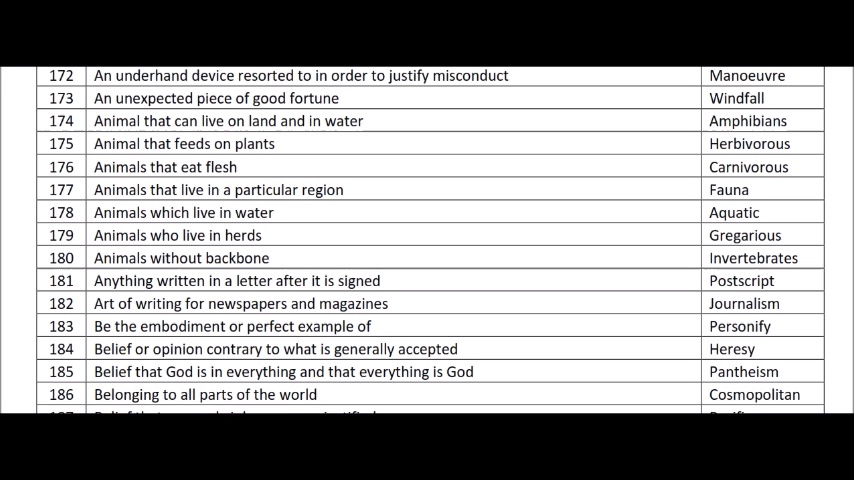 172 An underhand device resorted to in order to justify misconduct Manoeuvre
173 An unexpected piece of good fortune Windfall
174 Animal that can live on land and in water Amphibians
175 Animal that feeds on plants Herbivorous
176 Animals that eat flesh Carnivorous
177 Animals that live in a particular region Fauna
178 Animals which live in water Aquatic
179 Animals who live in herds Gregarious
180 Animals without backbone Invertebrates
181 Anything written in a letter after it is signed Postscript
182 Art of writing for newspapers and magazines Journalism
183 Be the embodiment or perfect example of Personify
184 Belief or opinion contrary to what is generally accepted Heresy
185 Belief that God is in everything and that everything is God Pantheism
186 Belonging to all parts of the world Cosmopolitan